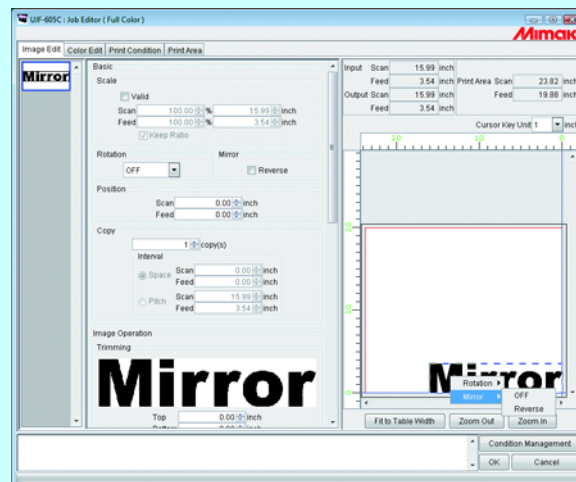 UJF-605C : Job Editor ( Full Color )
Mimaki
Image Edit Color Edit Print Condition Print Area
Mirror
Basic
Scale
Valid
Scan 100.00 % 15.99 inch
Feed 100.00 % 3.54 inch
Keep Ratio
Rotation Mirror
OFF Reverse
Position
Scan 0.00 inch
Feed 0.00 inch
Copy
1 copy(s)
Interval
Space Scan 0.00 inch
Feed 0.00 inch
Pitch Scan 15.99 inch
Feed 3.54 inch
Image Operation
Trimming
Mirror
Top 0.00 inch
Input Scan 15.99 inch
Feed 3.54 inch Print Area Scan 23.82 inch
Output Scan 15.99 inch Feed 19.88 inch
Feed 3.54 inch
Cursor Key Unit 1 inch
20 10 0
20
10
0
Mirror
Rotation
Mirror OFF
Reverse
Fit to Table Width Zoom Out Zoom In
Condition Management
OK Cancel